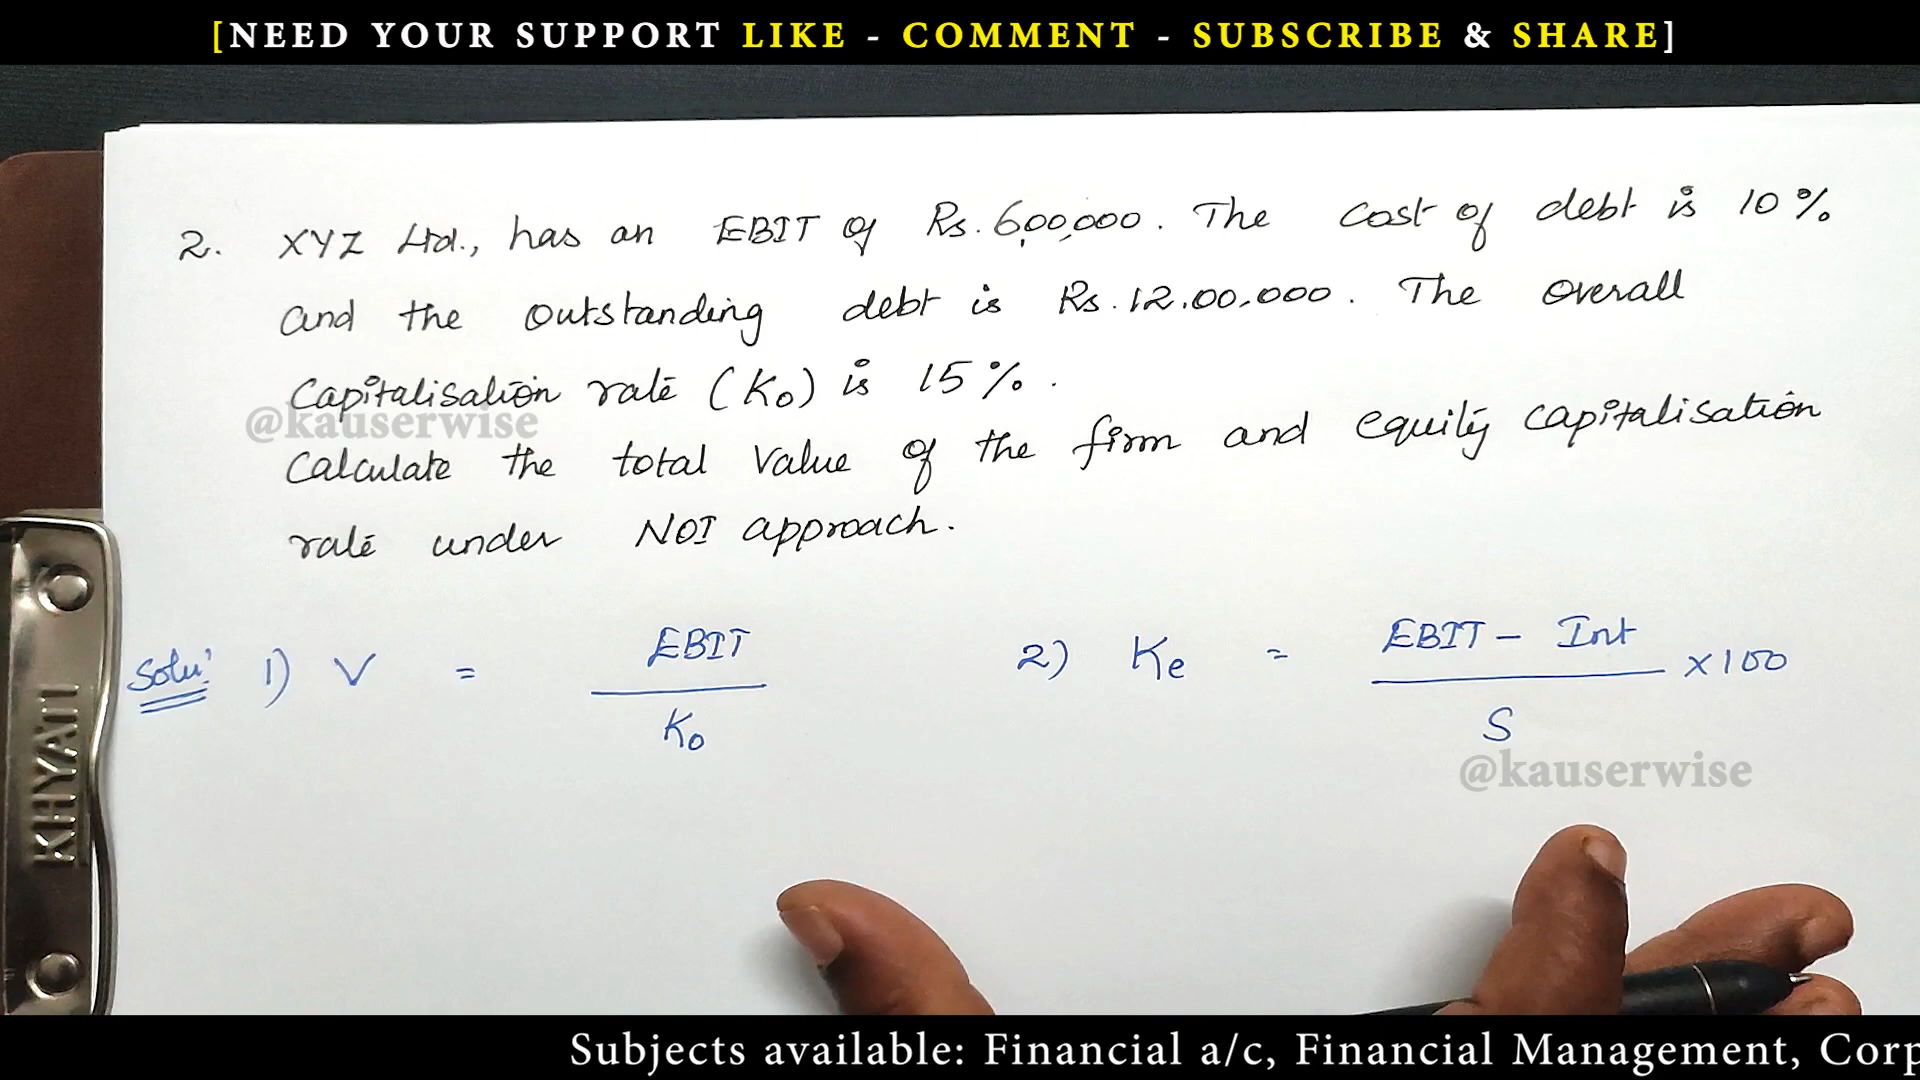 [NEED YOUR SUPPORT LIKE - COMMENT - SUBSCRIBE & SHARE]
2. XYZ Ltd., has an EBIT of Rs. 6,00,000. The Cost of debt is 10%
and the outstanding debt is Rs. 12,00,000. The overall
Capitalisation rate (Ko) is 15%.
@kauserwise
Calculate the total value of the firm and equity capitalisation
rate under NOI approach.
Solu: 1) V = EBIT / Ko 2) Ke = EBIT - Int / S x 100
@kauserwise
KHYATI
Subjects available: Financial a/c, Financial Management, Corp